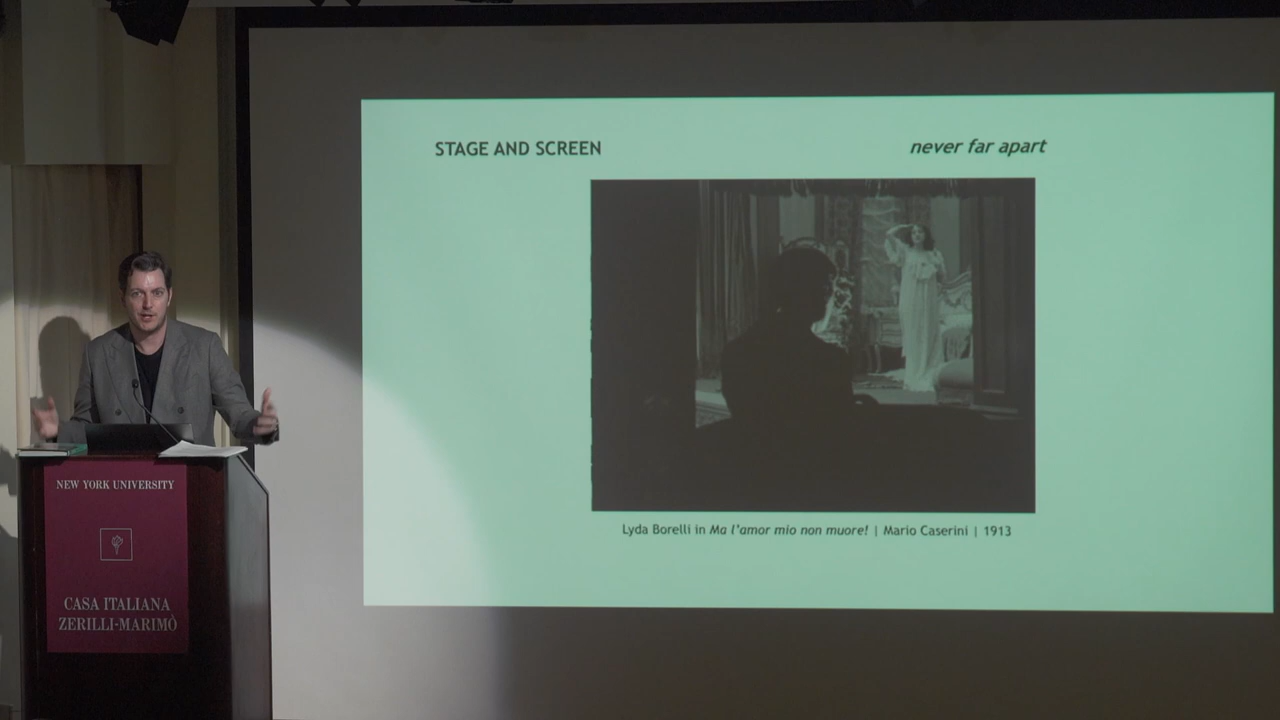 STAGE AND SCREEN
never far apart
Lyda Borelli in Ma l'amor mio non muore! | Mario Caserini | 1913
NEW YORK UNIVERSITY
CASA ITALIANA
ZERILLI-MARIMÒ